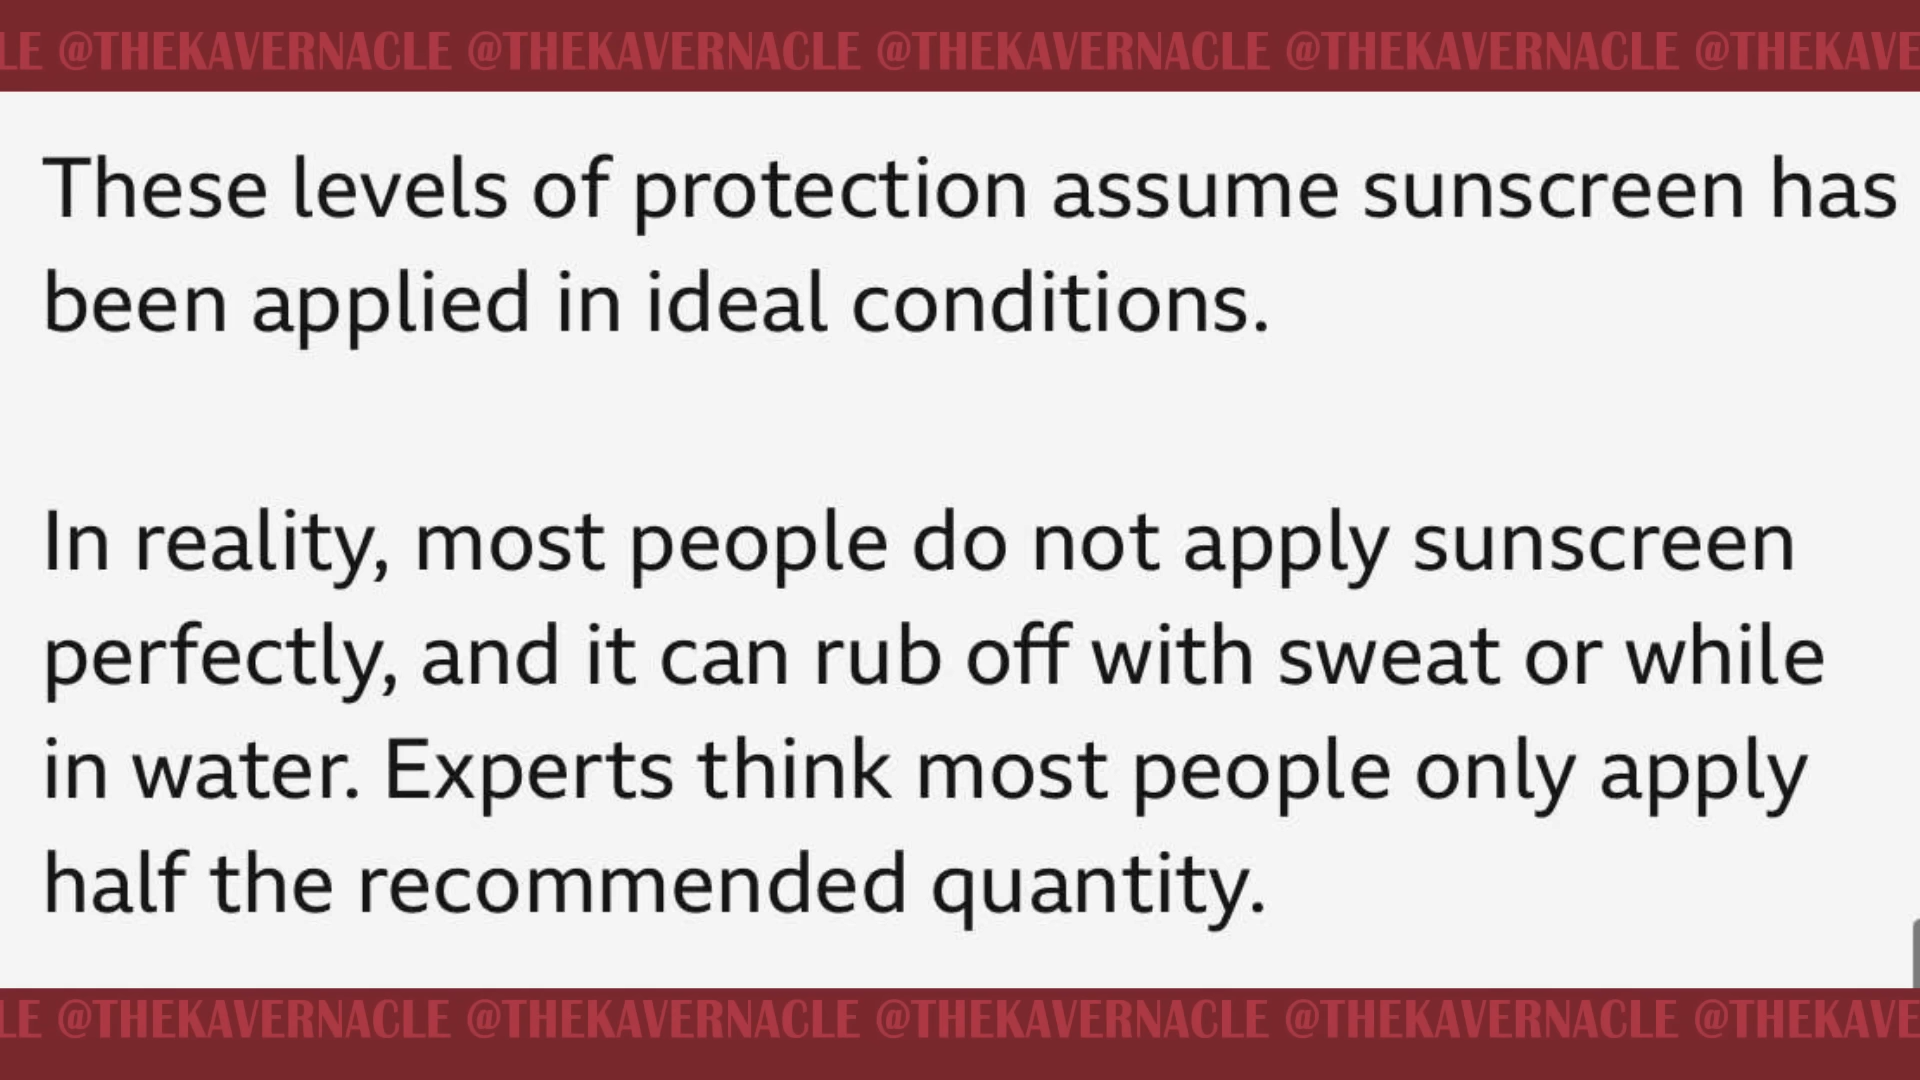 LE @THEKAVERNACLE @THEKAVERNACLE @THEKAVERNACLE @THEKAVERNACLE @THEKAVE
These levels of protection assume sunscreen has
been applied in ideal conditions.
In reality, most people do not apply sunscreen
perfectly, and it can rub off with sweat or while
in water. Experts think most people only apply
half the recommended quantity.
LE @THEKAVERNACLE @THEKAVERNACLE @THEKAVERNACLE @THEKAVERNACLE @THEKAVE